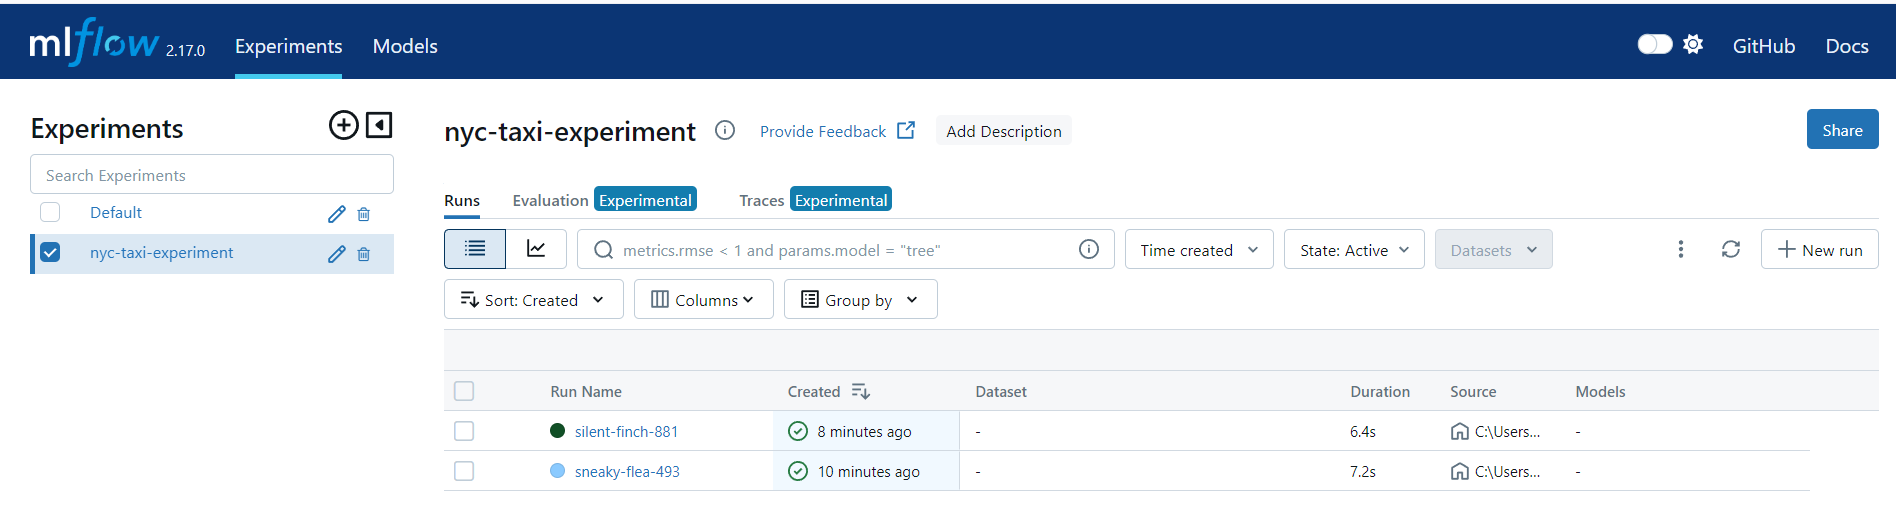 mlflow 2.17.0 Experiments Models GitHub Docs
Experiments
Search Experiments
Default
nyc-taxi-experiment
nyc-taxi-experiment Provide Feedback Add Description Share
Runs Evaluation Experimental Traces Experimental
metrics.rmse < 1 and params.model = "tree" Time created State: Active Datasets New run
Sort: Created Columns Group by
Run Name Created Dataset Duration Source Models
silent-finch-881 8 minutes ago - 6.4s C:\Users... -
sneaky-flea-493 10 minutes ago - 7.2s C:\Users... -